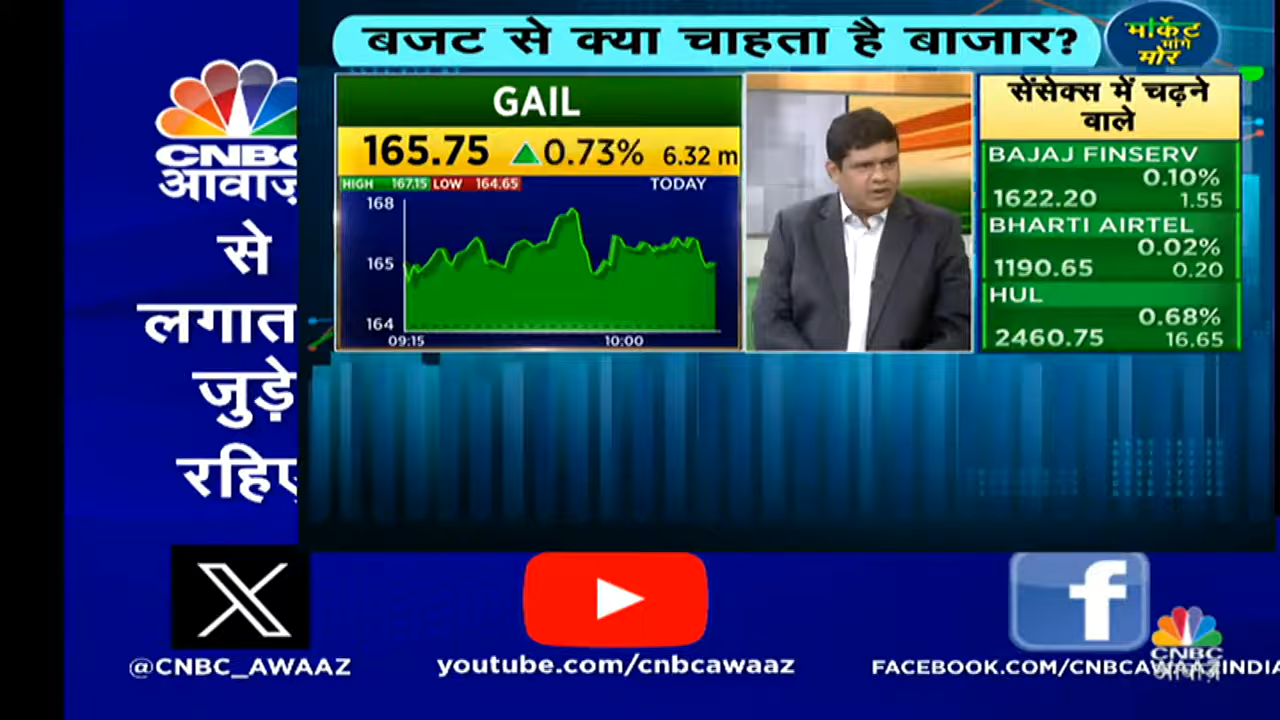 बजट से क्या चाहता है बाजार?
मार्केट
मांगे
मोर
CNBC
आवाज़
से
जुड़े
GAIL
165.75 ▲0.73% 6.32 m
HIGH 167.15 LOW 164.65 TODAY
168
165
164
09:15 10:00
सेंसेक्स में चढ़ने
वाले
BAJAJ FINSERV
0.10%
1622.20 1.55
BHARTI AIRTEL
0.02%
1190.65 0.20
HUL
0.68%
2460.75 16.65
@CNBC_AWAAZ
youtube.com/cnbcawaaz
FACEBOOK.COM/CNBCAWAAZINDIA
CNBC
आवाज़